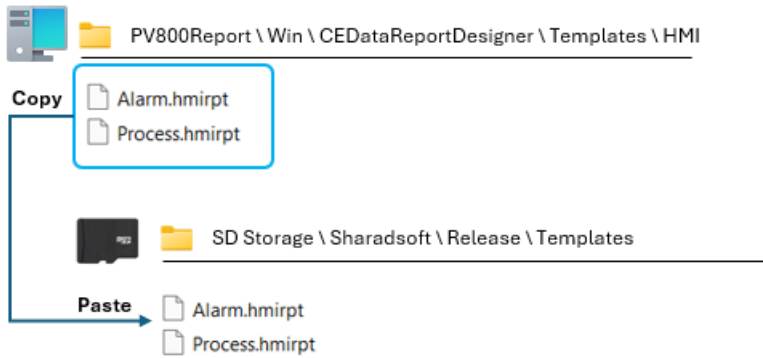 PV800Report \ Win \ CEDataReportDesigner \ Templates \ HMI
Copy
Alarm.hmirpt
Process.hmirpt
SD Storage \ Sharadsoft \ Release \ Templates
Paste
Alarm.hmirpt
Process.hmirpt